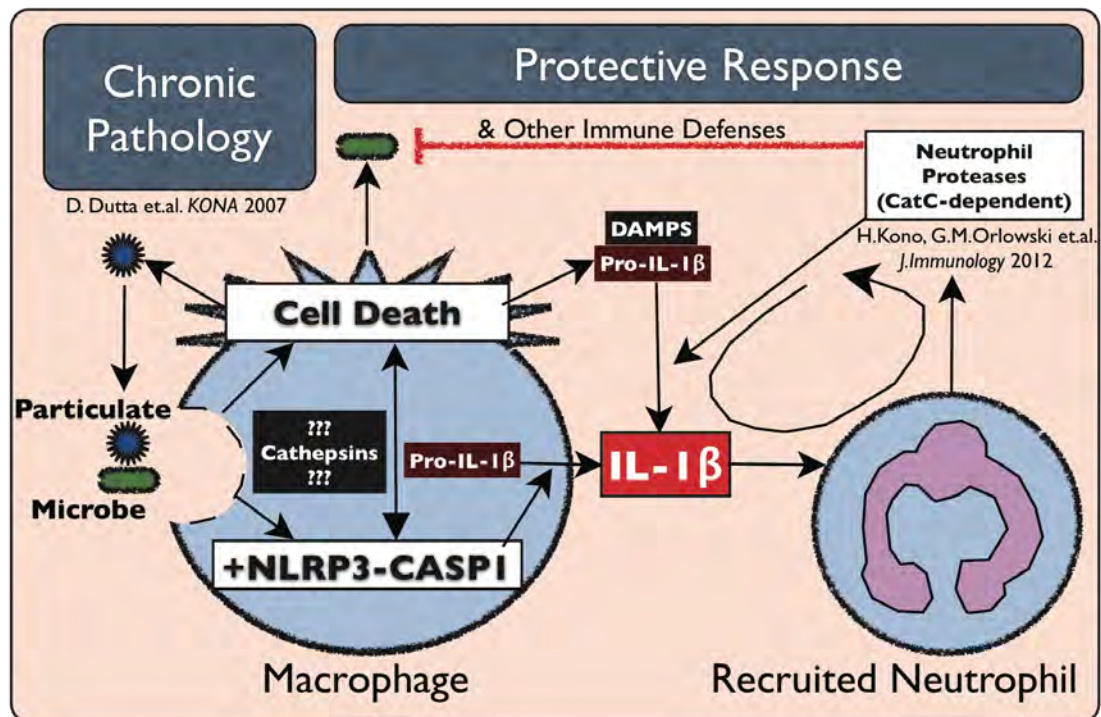 Chronic
Pathology
Protective Response
& Other Immune Defenses
D. Dutta et.al. KONA 2007
Neutrophil
Proteases
(CatC-dependent)
H.Kono, G.M.Orlowski et.al.
J.Immunology 2012
DAMPS
Pro-IL-1β
Cell Death
Particulate
Microbe
???
Cathepsins
???
Pro-IL-1β
IL-1β
+NLRP3-CASP1
Macrophage
Recruited Neutrophil